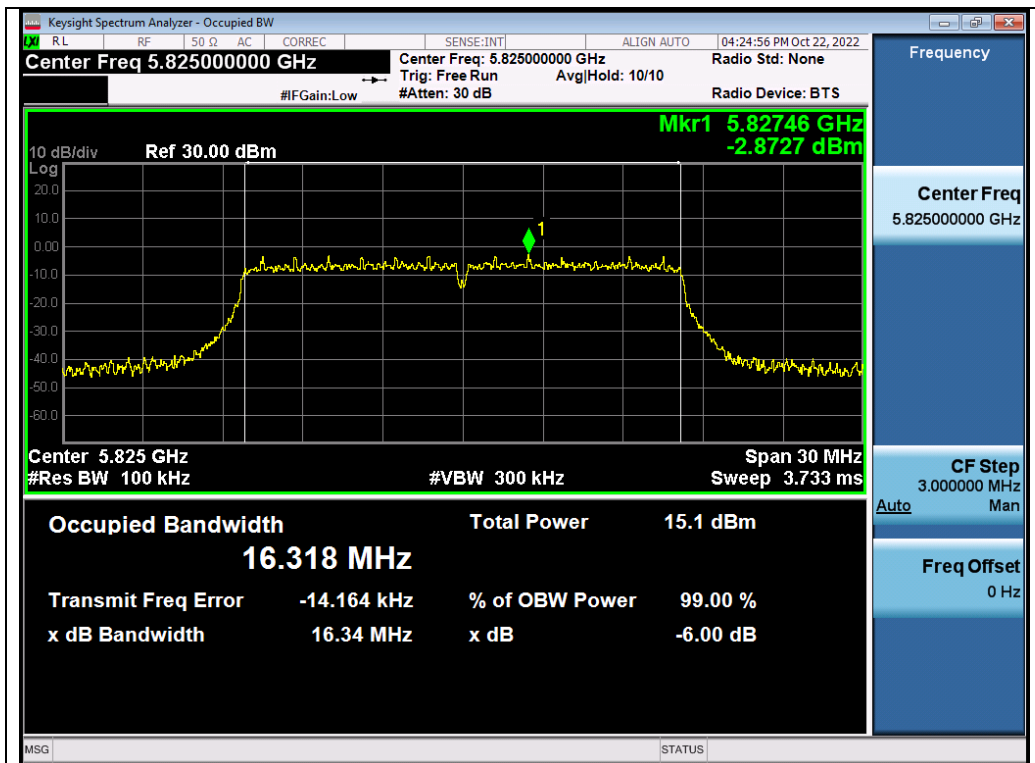 Keysight Spectrum Analyzer - Occupied BW
LXI RL RF 50 Ω AC CORREC SENSE:INT ALIGN AUTO 04:24:56 PM Oct 22, 2022
Center Freq 5.825000000 GHz Center Freq: 5.825000000 GHz Radio Std: None
Trig: Free Run Avg|Hold: 10/10
#IFGain:Low #Atten: 30 dB Radio Device: BTS
Mkr1 5.82746 GHz
-2.8727 dBm
10 dB/div Ref 30.00 dBm
Log
20.0
10.0
0.00
-10.0
-20.0
-30.0
-40.0
-50.0
-60.0
1
Center 5.825 GHz Span 30 MHz
#Res BW 100 kHz #VBW 300 kHz Sweep 3.733 ms
Occupied Bandwidth Total Power 15.1 dBm
16.318 MHz
Transmit Freq Error -14.164 kHz % of OBW Power 99.00 %
x dB Bandwidth 16.34 MHz x dB -6.00 dB
Frequency
Center Freq
5.825000000 GHz
CF Step
3.000000 MHz
Auto Man
Freq Offset
0 Hz
MSG STATUS